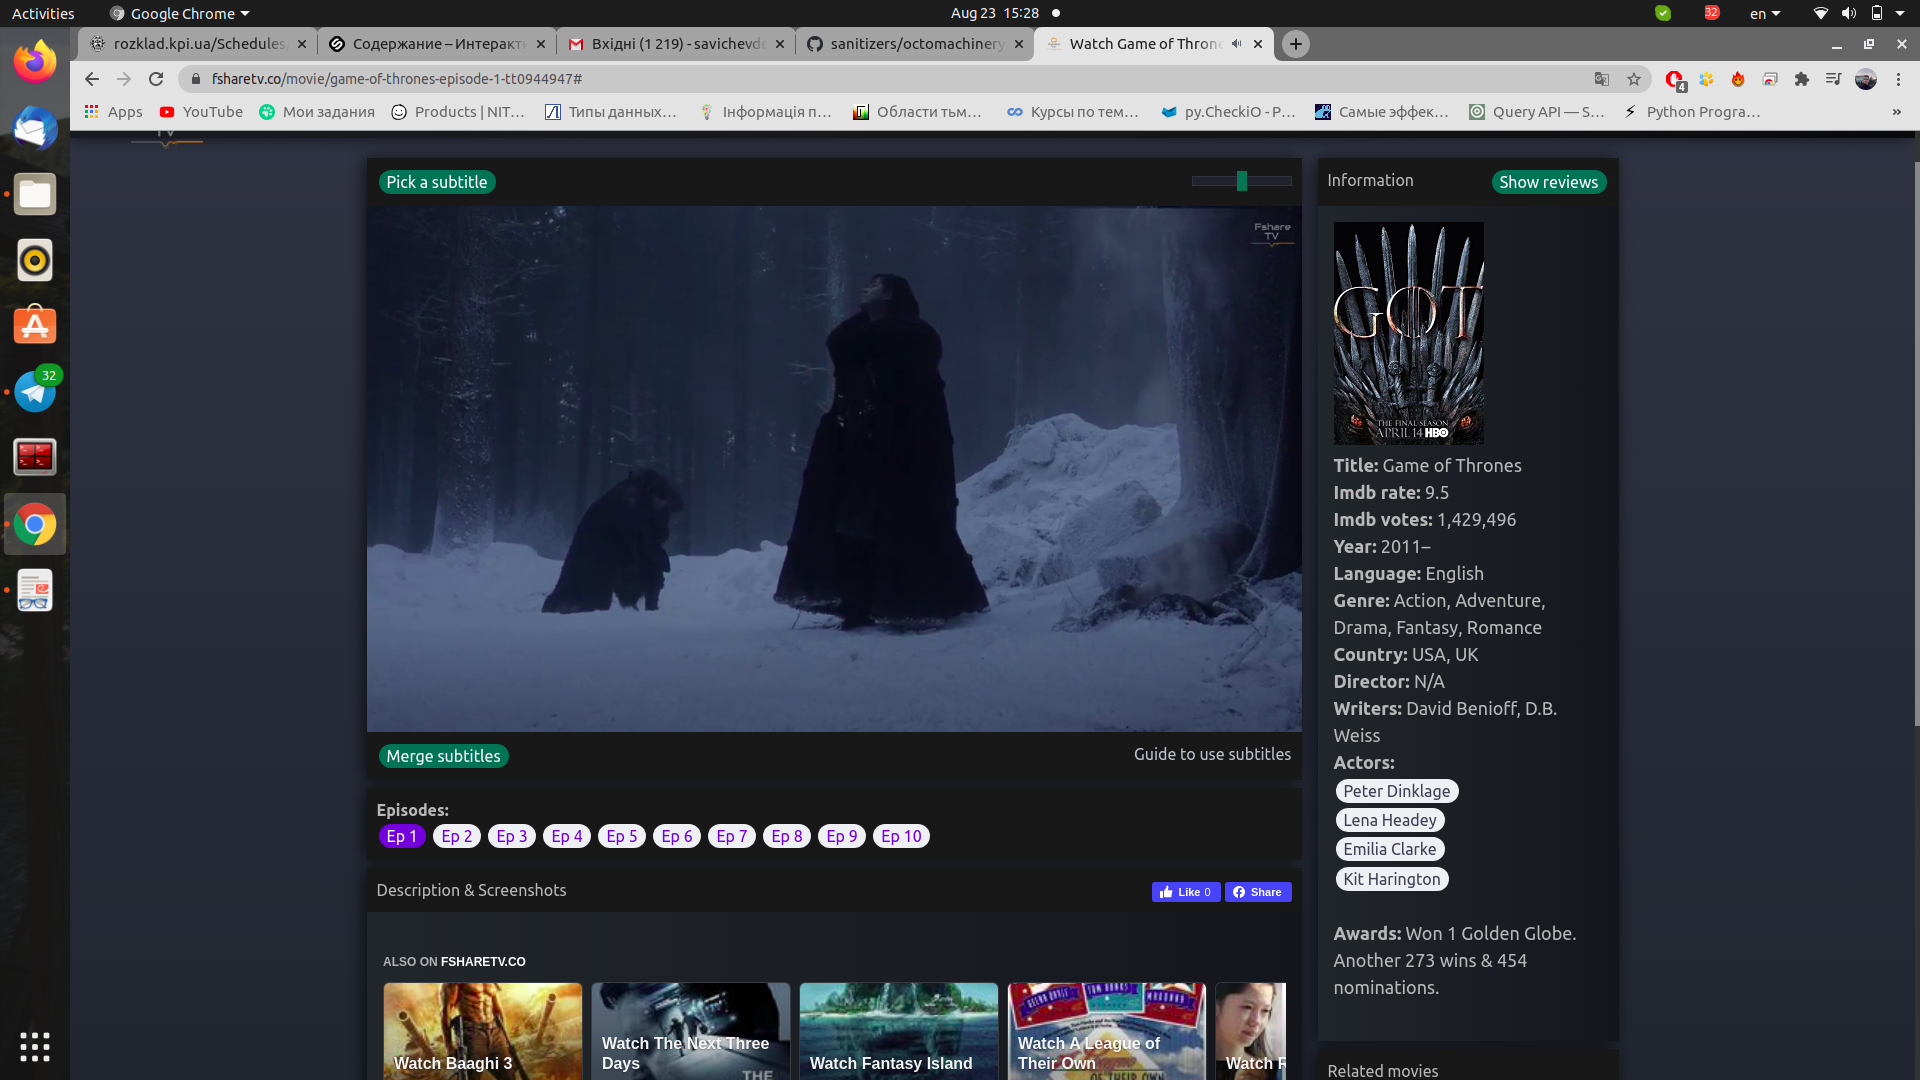 Activities
Google Chrome
Aug 23 15:28
32
en
rozklad.kpi.ua/Schedules
Содержание – Интеракти
Вхідні (1 219) - savichevde
sanitizers/octomachinery
Watch Game of Throne
fsharetv.co/movie/game-of-thrones-episode-1-tt0944947#
4
Apps
YouTube
Мои задания
Products | NIT...
Типы данных...
Інформація п...
Области тьм...
Курсы по тем...
py.CheckiO - P...
Самые эффек...
Query API — S...
Python Progra...
»
TV
32
Pick a subtitle
Fshare
TV
Merge subtitles
Guide to use subtitles
Episodes:
Ep 1 Ep 2 Ep 3 Ep 4 Ep 5 Ep 6 Ep 7 Ep 8 Ep 9 Ep 10
Description & Screenshots
Like 0
Share
ALSO ON FSHARETV.CO
Watch Baaghi 3
Watch The Next Three
Days
THE
Watch Fantasy Island
Watch A League of
Their Own
OF THEIR OWN
Watch F
Information
Show reviews
GOT
THE FINAL SEASON
APRIL 14 HBO
Title: Game of Thrones
Imdb rate: 9.5
Imdb votes: 1,429,496
Year: 2011–
Language: English
Genre: Action, Adventure,
Drama, Fantasy, Romance
Country: USA, UK
Director: N/A
Writers: David Benioff, D.B.
Weiss
Actors:
Peter Dinklage
Lena Headey
Emilia Clarke
Kit Harington
Awards: Won 1 Golden Globe.
Another 273 wins & 454
nominations.
Related movies